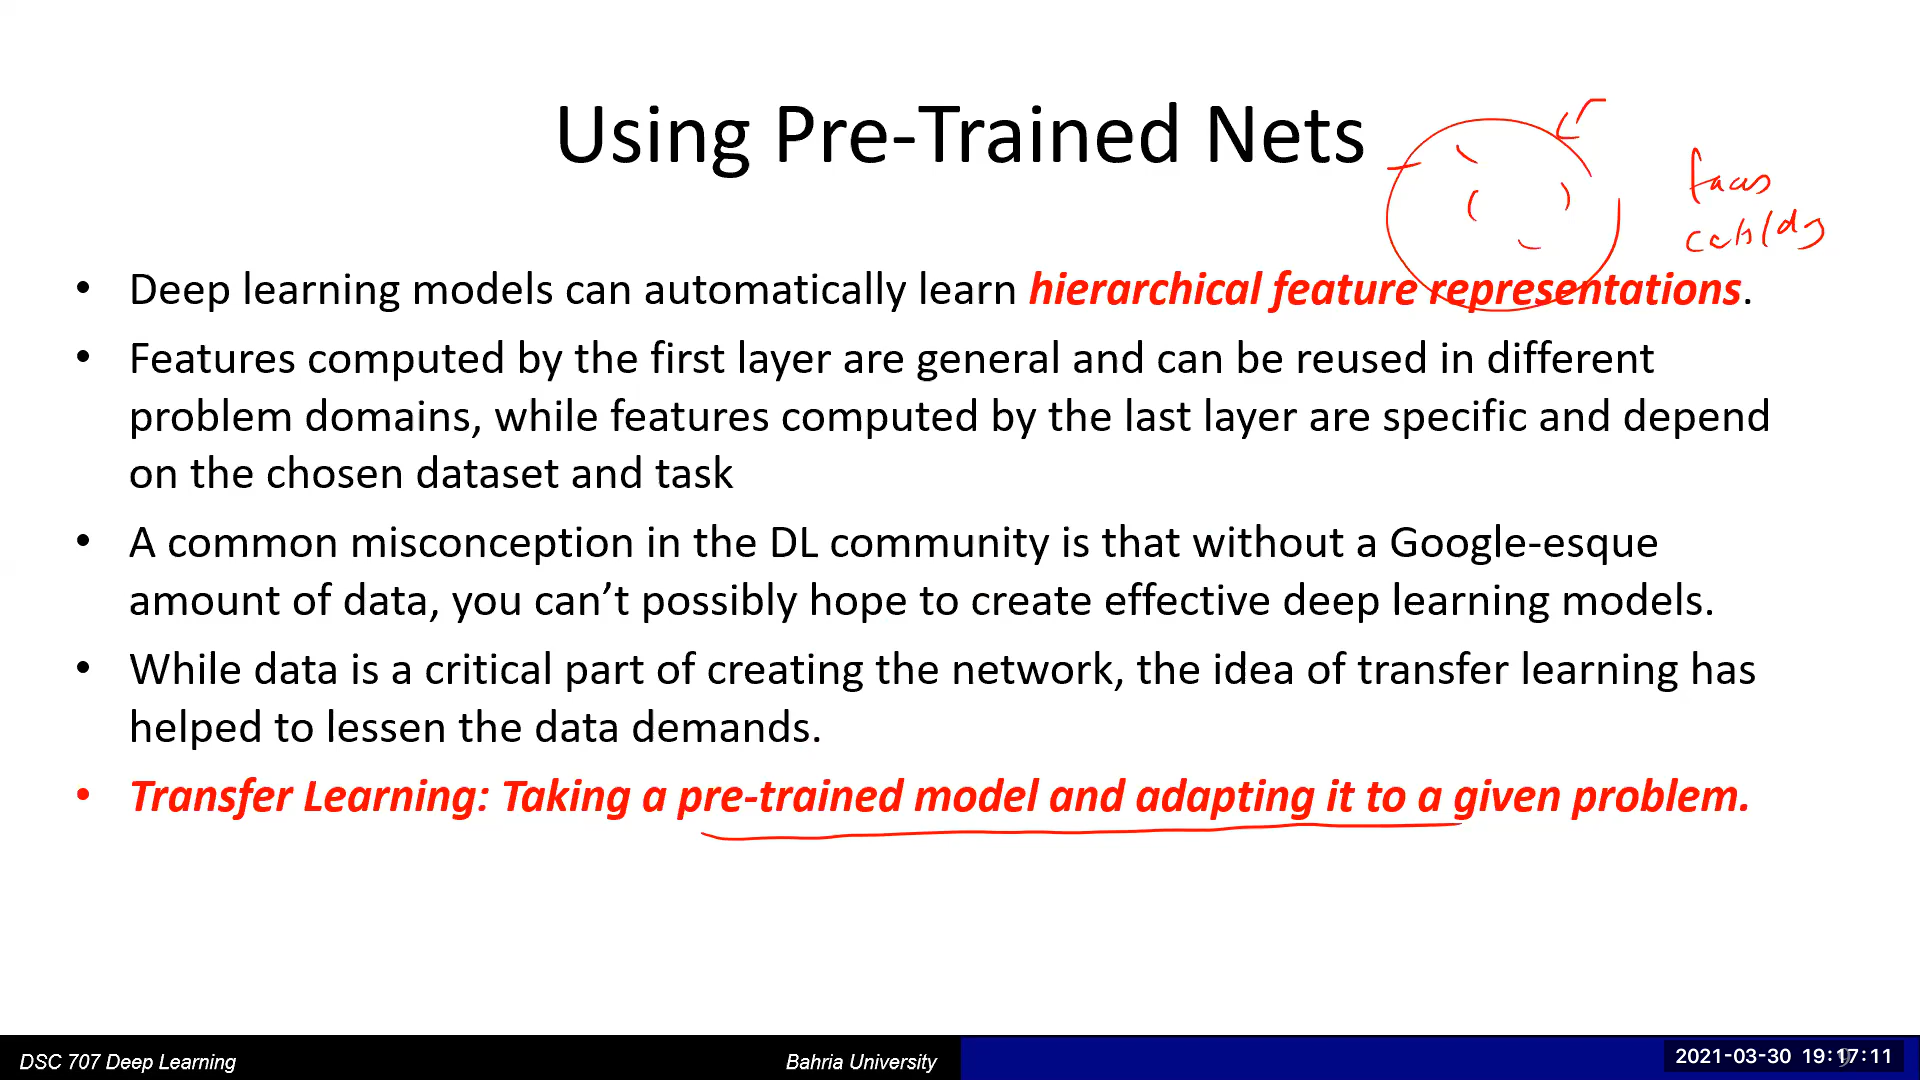 Using Pre-Trained Nets
faces
cats/dg
• Deep learning models can automatically learn hierarchical feature representations.
• Features computed by the first layer are general and can be reused in different
problem domains, while features computed by the last layer are specific and depend
on the chosen dataset and task
• A common misconception in the DL community is that without a Google-esque
amount of data, you can’t possibly hope to create effective deep learning models.
• While data is a critical part of creating the network, the idea of transfer learning has
helped to lessen the data demands.
• Transfer Learning: Taking a pre-trained model and adapting it to a given problem.
DSC 707 Deep Learning
Bahria University
2021-03-30 19:17:11
9